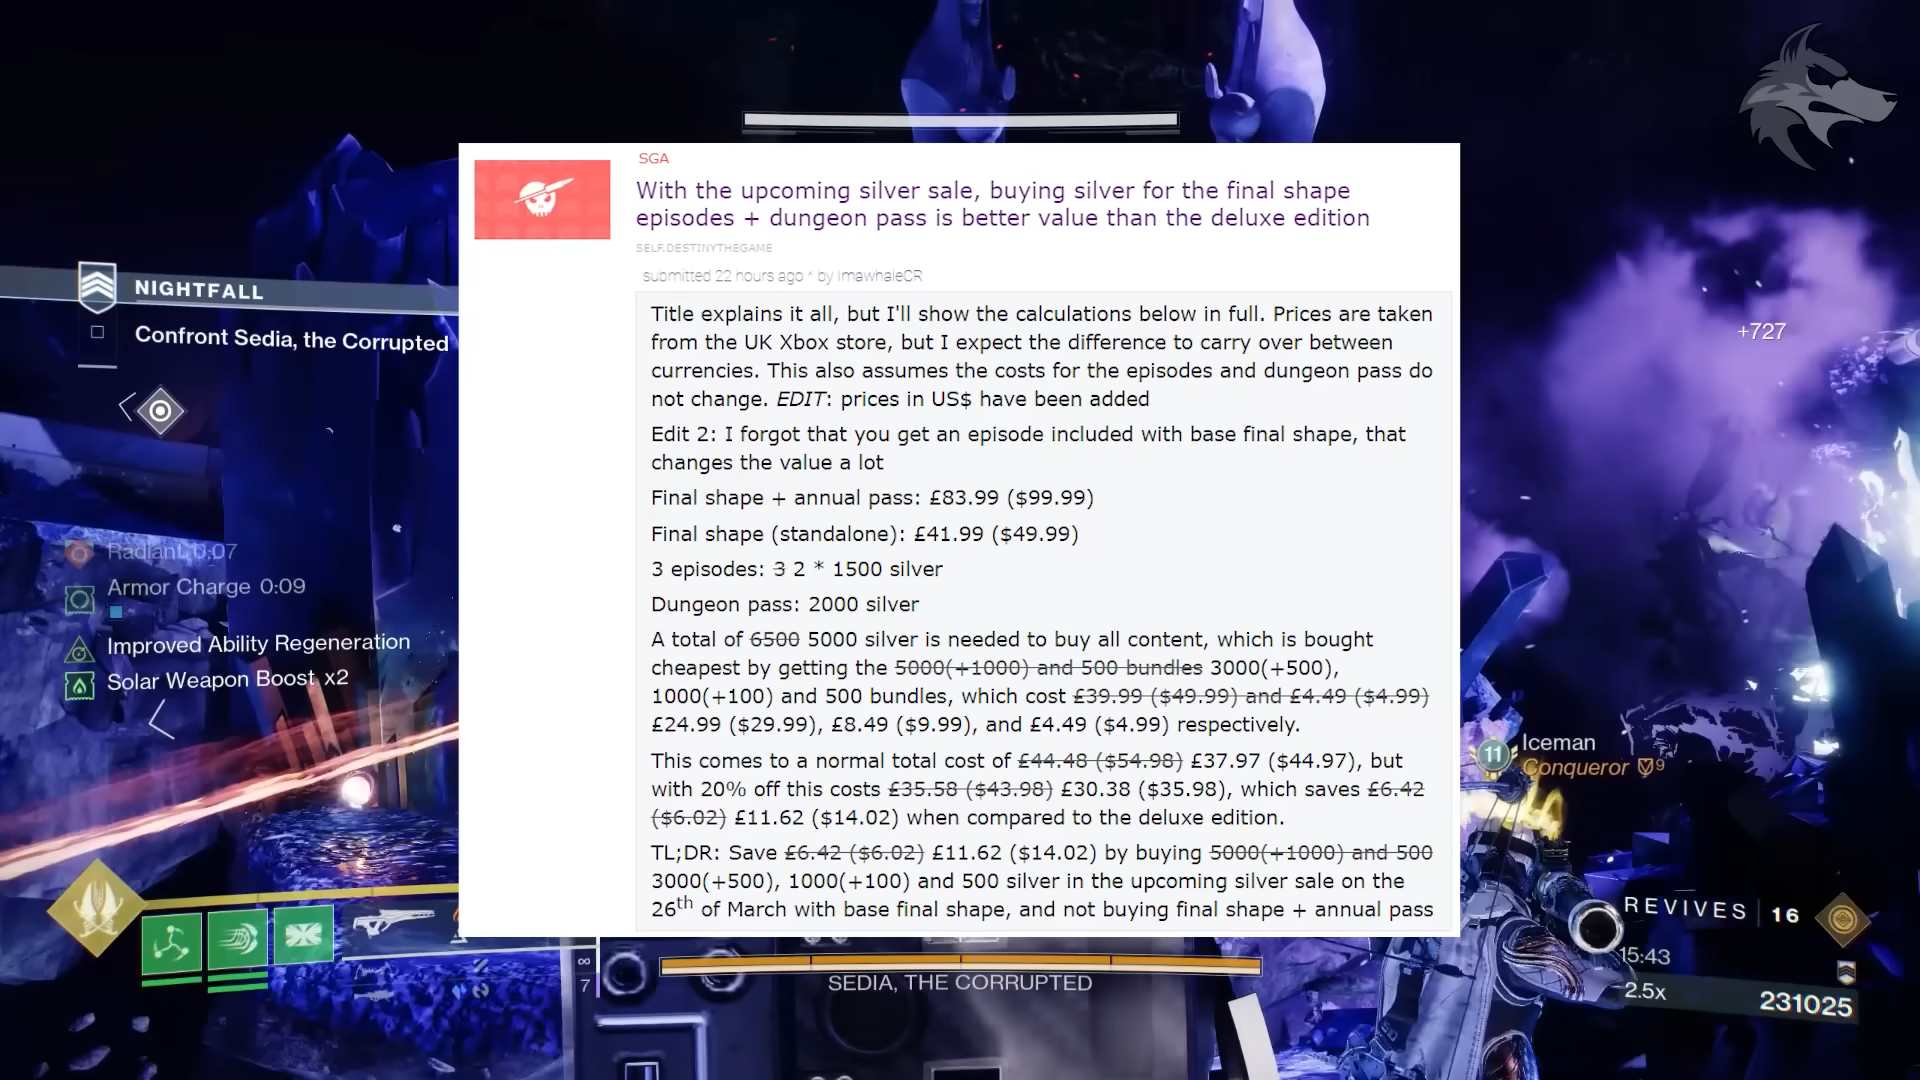 SGA
With the upcoming silver sale, buying silver for the final shape
episodes + dungeon pass is better value than the deluxe edition
SELF.DESTINYTHEGAME
submitted 22 hours ago * by ImawhaleCR
Title explains it all, but I'll show the calculations below in full. Prices are taken
from the UK Xbox store, but I expect the difference to carry over between
currencies. This also assumes the costs for the episodes and dungeon pass do
not change. EDIT: prices in US$ have been added
Edit 2: I forgot that you get an episode included with base final shape, that
changes the value a lot
Final shape + annual pass: £83.99 ($99.99)
Final shape (standalone): £41.99 ($49.99)
3 episodes: 3 2 * 1500 silver
Dungeon pass: 2000 silver
A total of 6500 5000 silver is needed to buy all content, which is bought
cheapest by getting the 5000(+1000) and 500 bundles 3000(+500),
1000(+100) and 500 bundles, which cost £39.99 ($49.99) and £4.49 ($4.99)
£24.99 ($29.99), £8.49 ($9.99), and £4.49 ($4.99) respectively.
This comes to a normal total cost of £44.48 ($54.98) £37.97 ($44.97), but
with 20% off this costs £35.58 ($43.98) £30.38 ($35.98), which saves £6.42
($6.02) £11.62 ($14.02) when compared to the deluxe edition.
TL;DR: Save £6.42 ($6.02) £11.62 ($14.02) by buying 5000(+1000) and 500
3000(+500), 1000(+100) and 500 silver in the upcoming silver sale on the
26th of March with base final shape, and not buying final shape + annual pass
NIGHTFALL
Confront Sedia, the Corrupted
Radiant 0:07
Armor Charge 0:09
Improved Ability Regeneration
Solar Weapon Boost x2
+727
11
Iceman
Conqueror 9
∞
7
SEDIA, THE CORRUPTED
REVIVES 16
15:43
2.5x
231025